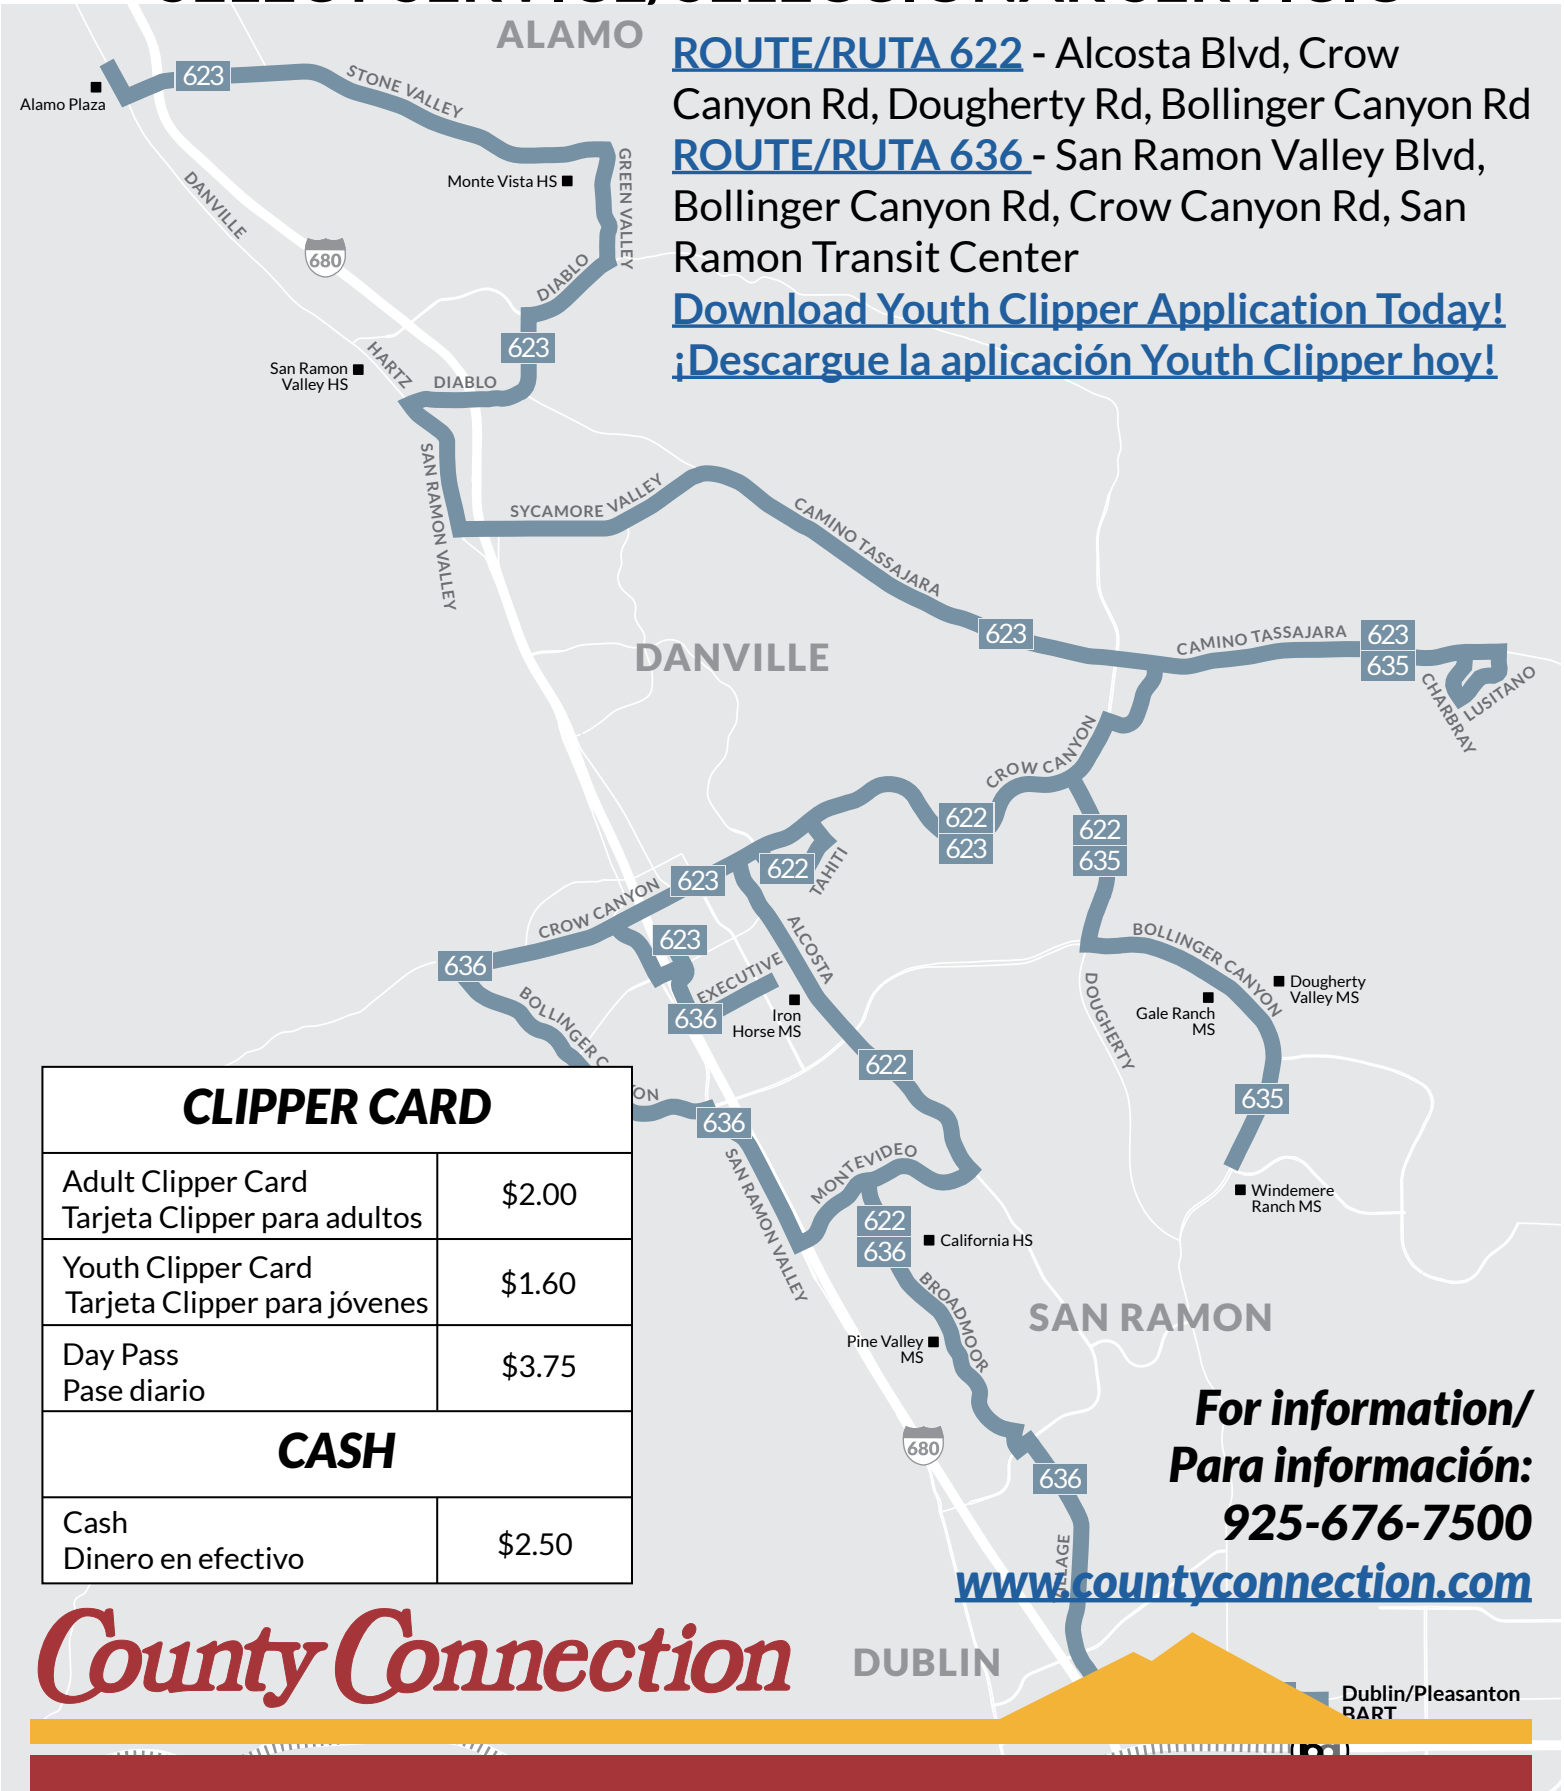 SELECT SERVICE/SELECCIONAR SERVICIO
ALAMO
ROUTE/RUTA 622 - Alcosta Blvd, Crow
Canyon Rd, Dougherty Rd, Bollinger Canyon Rd
ROUTE/RUTA 636 - San Ramon Valley Blvd,
Bollinger Canyon Rd, Crow Canyon Rd, San
Ramon Transit Center
Download Youth Clipper Application Today!
¡Descargue la aplicación Youth Clipper hoy!
Alamo Plaza
623
STONE VALLEY
Monte Vista HS
GREEN VALLEY
DANVILLE
680
DIABLO
623
San Ramon
Valley HS
HARTZ
DIABLO
SAN RAMON VALLEY
SYCAMORE VALLEY
CAMINO TASSAJARA
623
DANVILLE
CAMINO TASSAJARA
623
635
CHARBRAY
LUSITANO
CROW CANYON
622
623
622
635
622
TAHITI
623
CROW CANYON
636
623
EXECUTIVE
636
Iron
Horse MS
ALCOSTA
BOLLINGER CANYON
DOUGHERTY
Dougherty
Valley MS
Gale Ranch
MS
BOLLINGER C
ON
622
635
636
SAN RAMON VALLEY
MONTEVIDEO
622
636
California HS
Windemere
Ranch MS
BROADMOOR
SAN RAMON
Pine Valley
MS
680
636
LLAGE
CLIPPER CARD
Adult Clipper Card
Tarjeta Clipper para adultos
$2.00
Youth Clipper Card
Tarjeta Clipper para jóvenes
$1.60
Day Pass
Pase diario
$3.75
CASH
Cash
Dinero en efectivo
$2.50
For information/
Para información:
925-676-7500
www.countyconnection.com
County Connection
DUBLIN
Dublin/Pleasanton
BART
ba